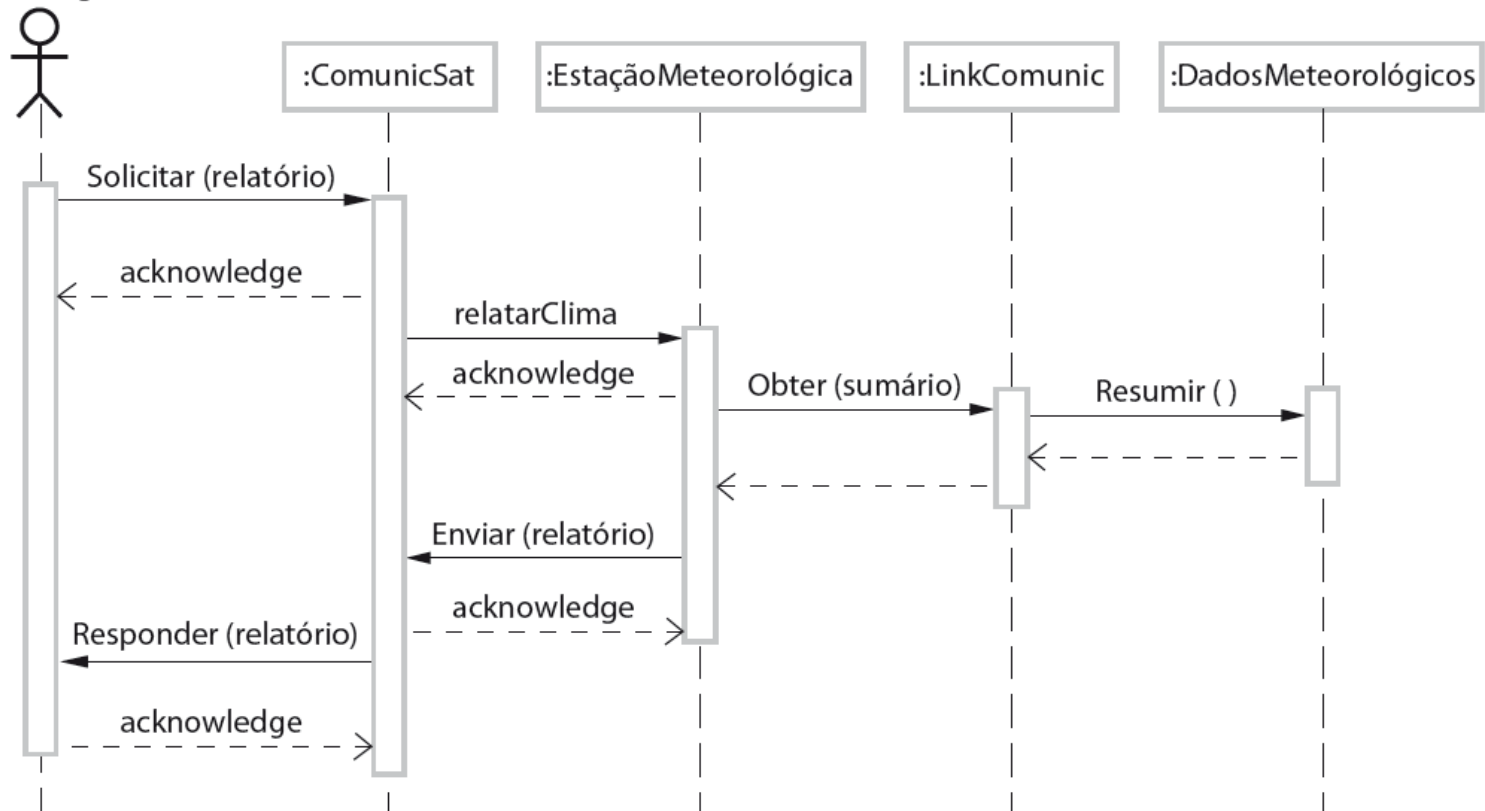 :ComunicSat
:EstaçãoMeteorológica
:LinkComunic
:DadosMeteorológicos
Solicitar (relatório)
acknowledge
relatarClima
acknowledge
Obter (sumário)
Resumir ( )
Enviar (relatório)
acknowledge
Responder (relatório)
acknowledge